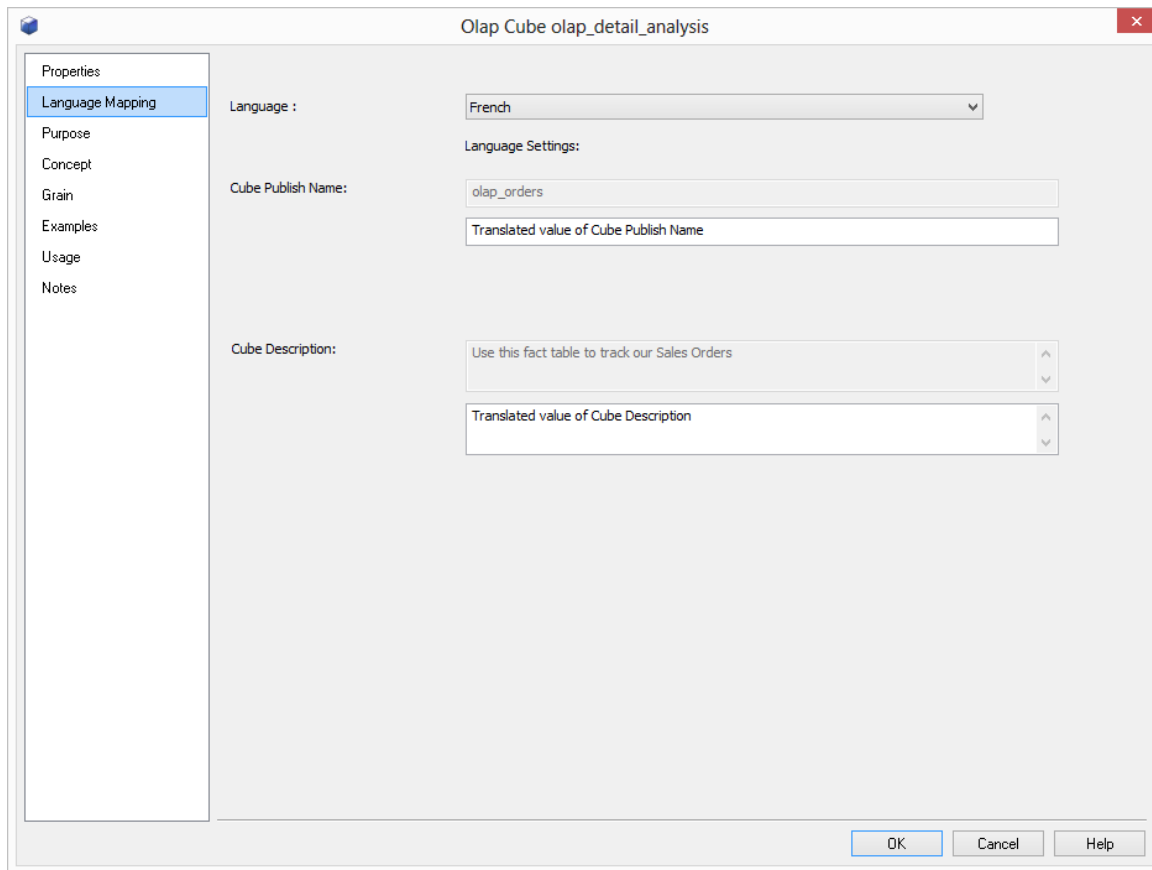 Olap Cube olap_detail_analysis
Properties
Language Mapping
Purpose
Concept
Grain
Examples
Usage
Notes
Language :
French
Language Settings:
Cube Publish Name:
olap_orders
Translated value of Cube Publish Name
Cube Description:
Use this fact table to track our Sales Orders
Translated value of Cube Description
OK
Cancel
Help